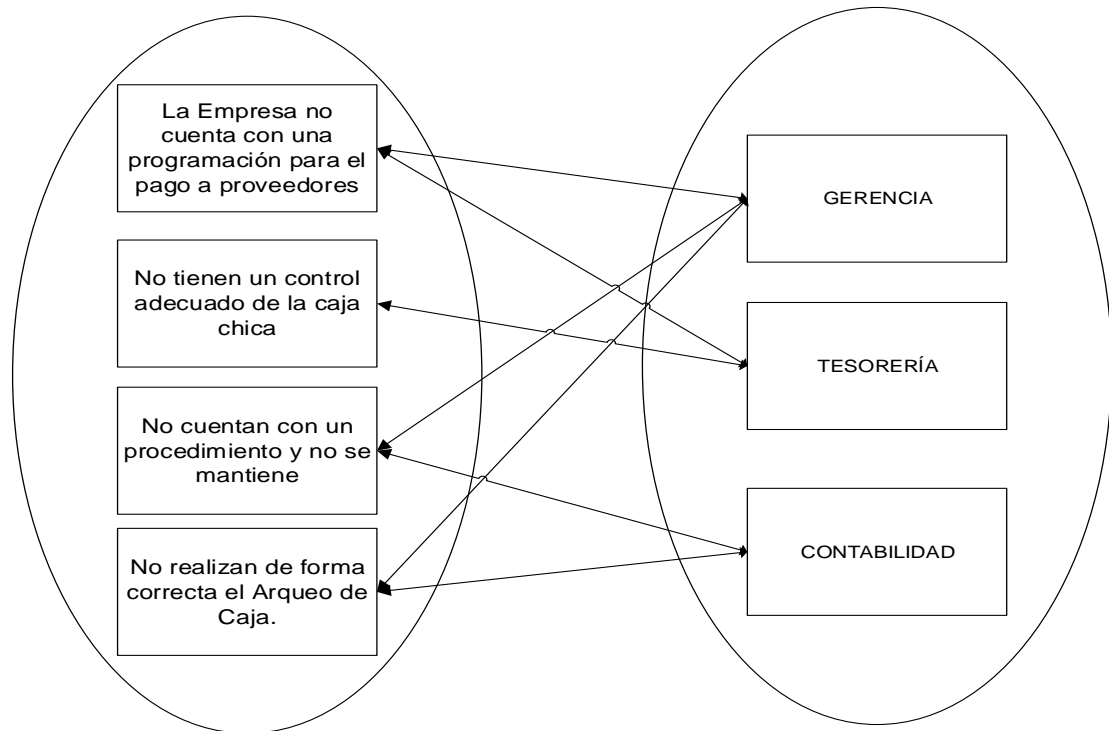 La Empresa no
cuenta con una
programación para el
pago a proveedores
No tienen un control
adecuado de la caja
chica
No cuentan con un
procedimiento y no se
mantiene
No realizan de forma
correcta el Arqueo de
Caja.
GERENCIA
TESORERÍA
CONTABILIDAD